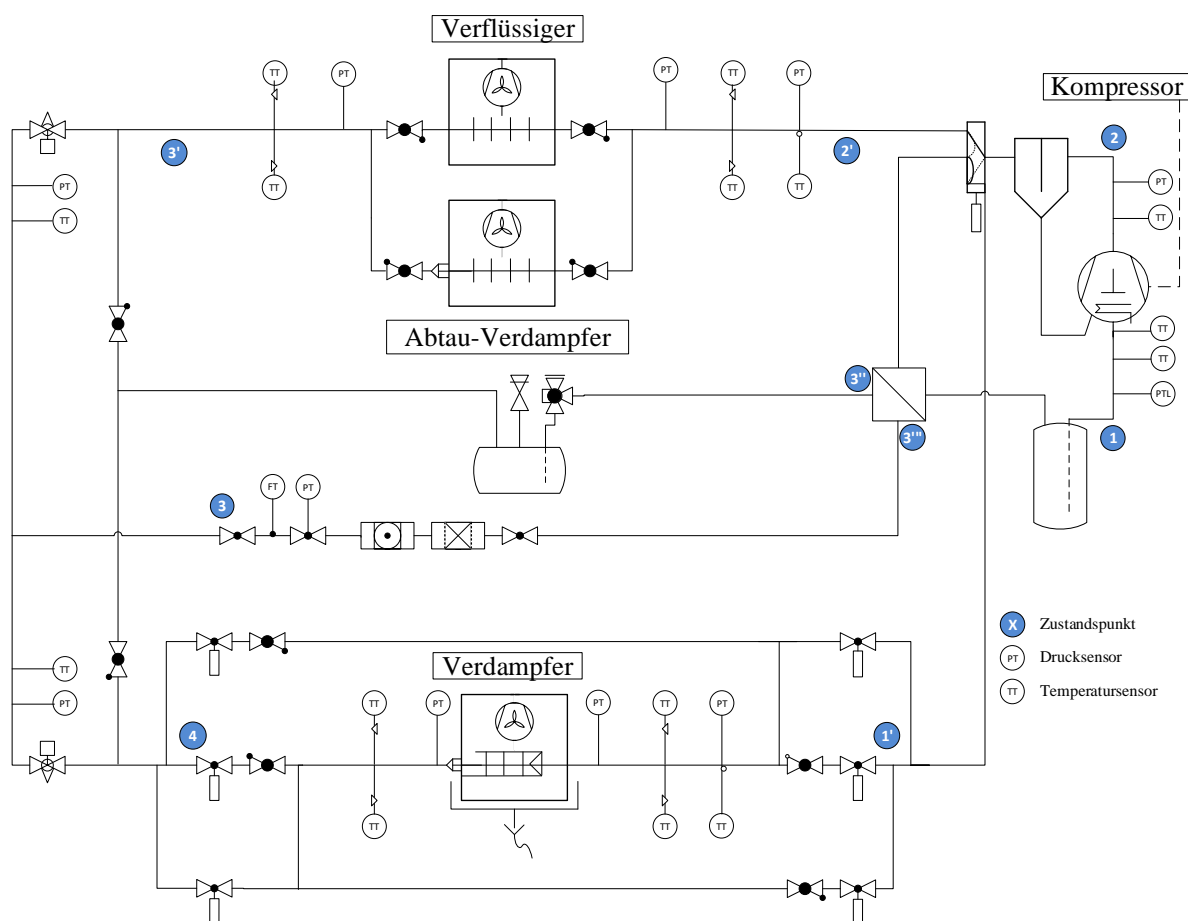 Verflüssiger
Kompressor
TT
PT
PT
TT
PT
3'
2'
2
PT
TT
TT
TT
TT
PT
TT
TT
Abtau-Verdampfer
TT
TT
PTL
3''
3'''
1
3
FT
PT
X Zustandspunkt
PT Drucksensor
TT Temperatursensor
TT
PT
Verdampfer
4
TT
PT
PT
TT
PT
1'
TT
TT